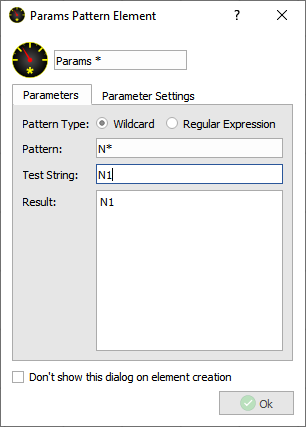 Params Pattern Element
Params *
Parameters Parameter Settings
Pattern Type: Wildcard Regular Expression
Pattern: N*
Test String: N1
Result: N1
Don't show this dialog on element creation
Ok